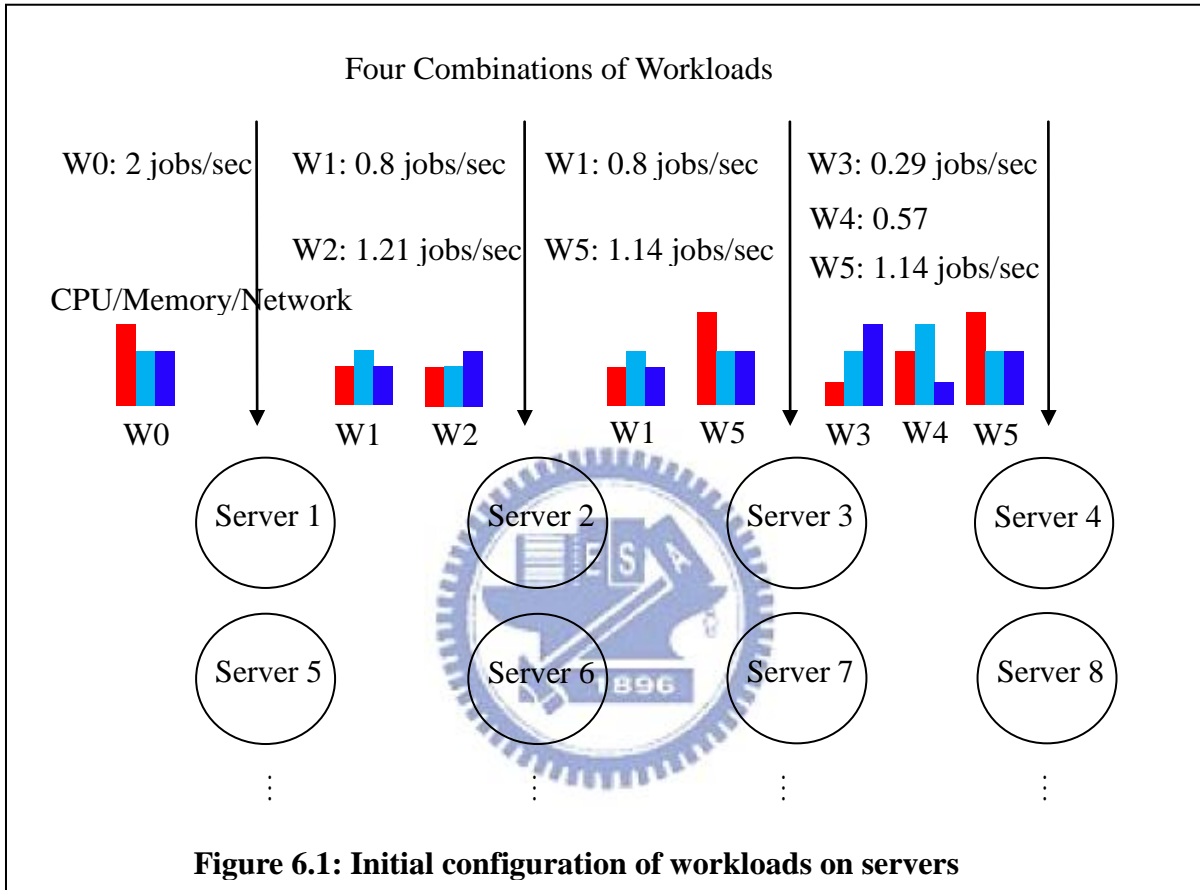 Four Combinations of Workloads
W0: 2 jobs/sec
W1: 0.8 jobs/sec
W2: 1.21 jobs/sec
W1: 0.8 jobs/sec
W5: 1.14 jobs/sec
W3: 0.29 jobs/sec
W4: 0.57
W5: 1.14 jobs/sec
CPU/Memory/Network
W0
W1
W2
W1
W5
W3
W4
W5
Server 1
Server 2
Server 3
Server 4
E S A
Server 5
Server 6
Server 7
Server 8
1896
⋮
⋮
⋮
⋮
Figure 6.1: Initial configuration of workloads on servers